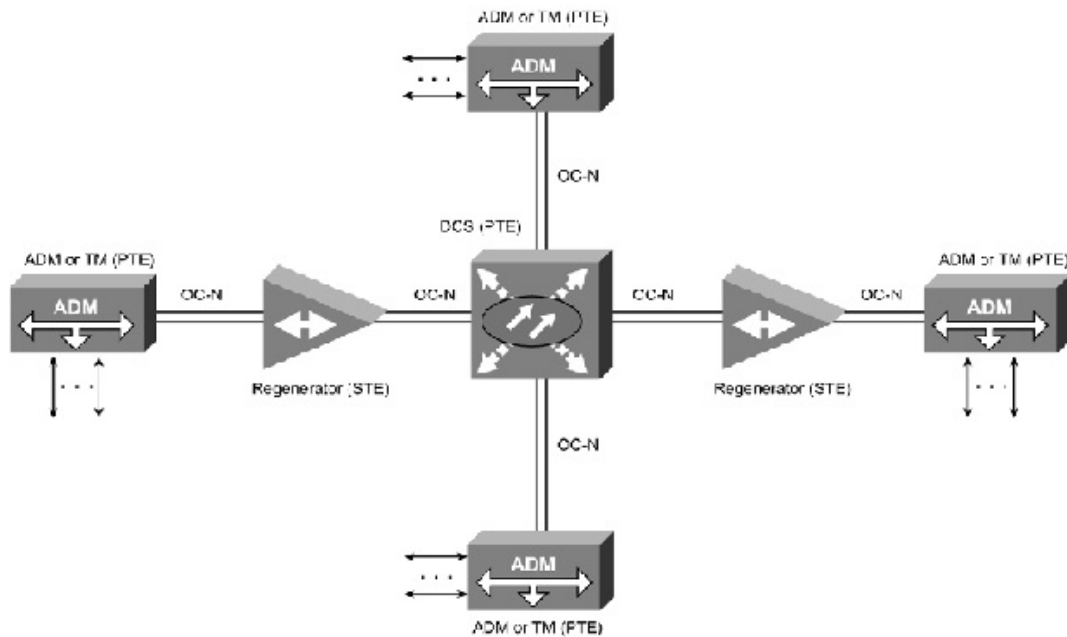 ADM or TM (PTE)
ADM
OC-N
DCS (PTE)
ADM or TM (PTE)
ADM
OC-N
OC-N
OC-N
OC-N
ADM or TM (PTE)
ADM
Regenerator (STE)
Regenerator (STE)
OC-N
ADM
ADM or TM (PTE)